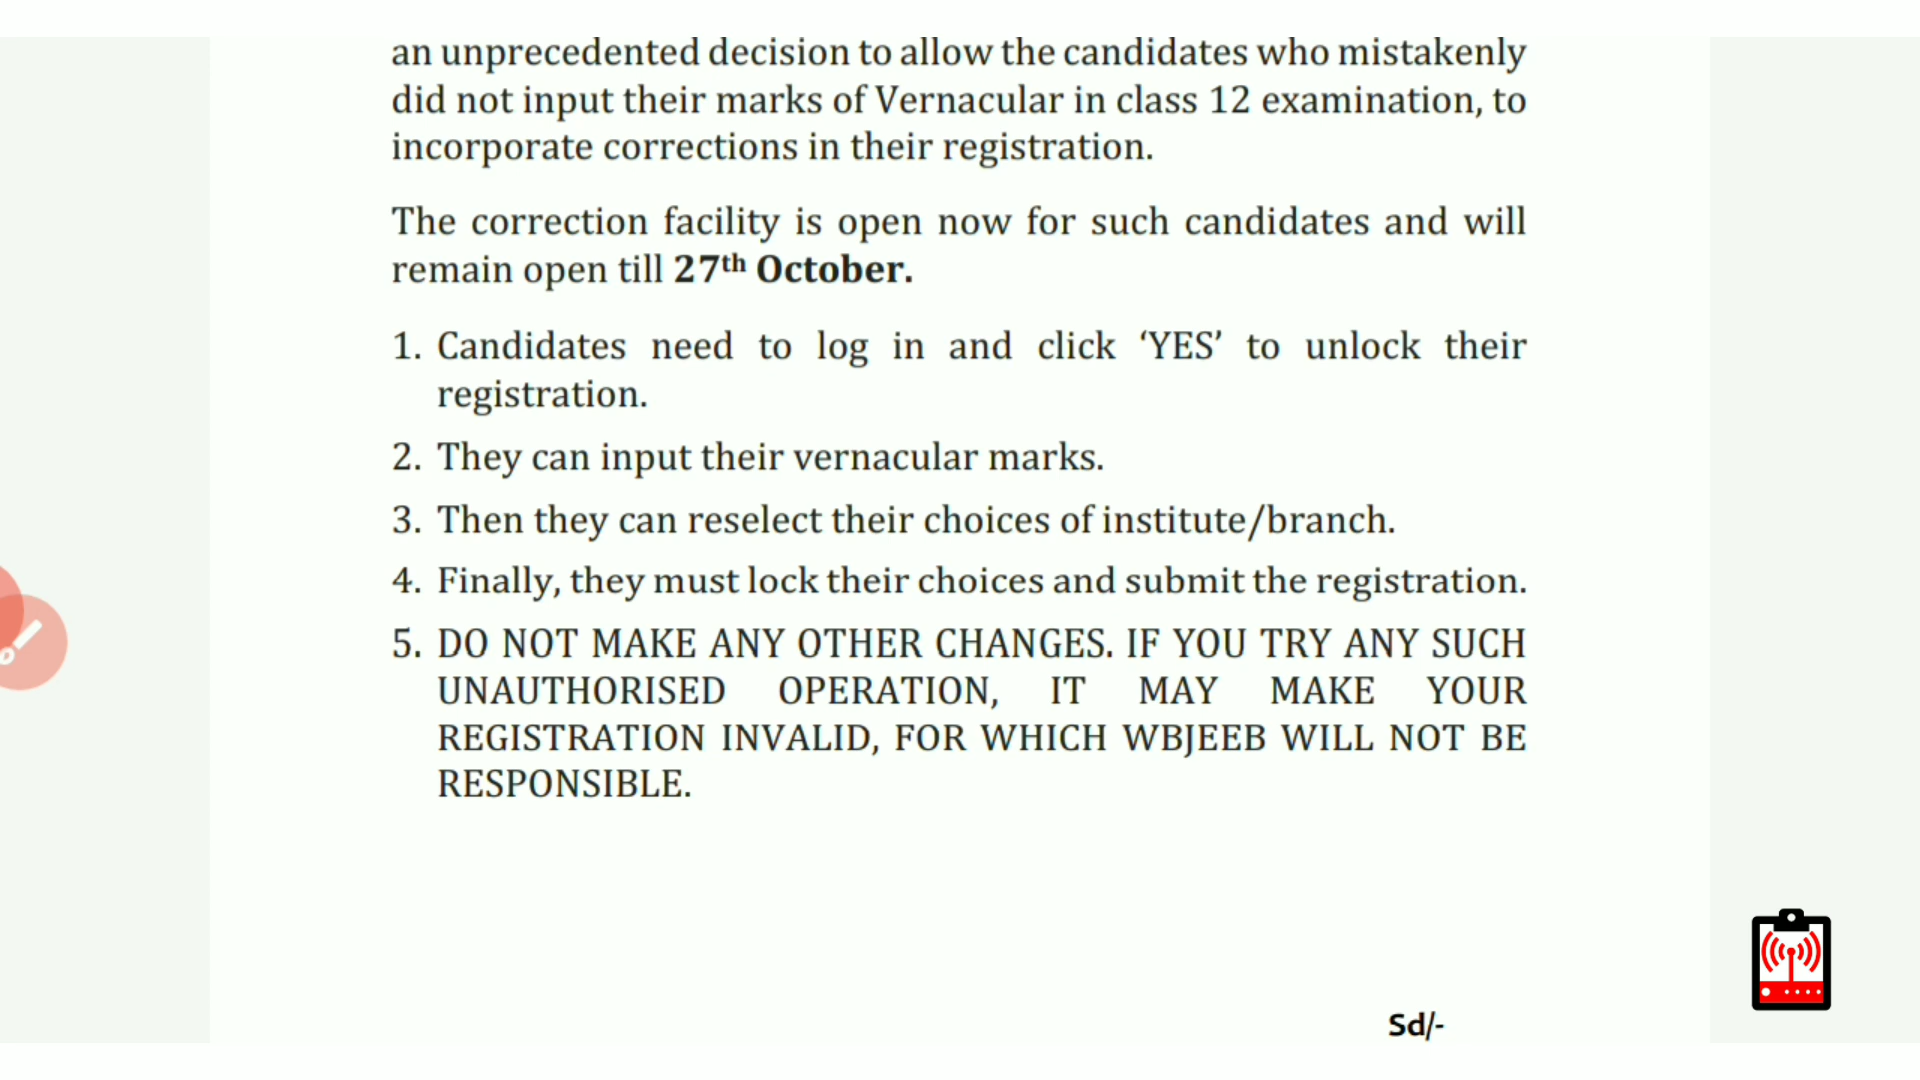 an unprecedented decision to allow the candidates who mistakenly
did not input their marks of Vernacular in class 12 examination, to
incorporate corrections in their registration.
The correction facility is open now for such candidates and will
remain open till 27th October.
1. Candidates need to log in and click ‘YES’ to unlock their
registration.
2. They can input their vernacular marks.
3. Then they can reselect their choices of institute/branch.
4. Finally, they must lock their choices and submit the registration.
5. DO NOT MAKE ANY OTHER CHANGES. IF YOU TRY ANY SUCH
UNAUTHORISED OPERATION, IT MAY MAKE YOUR
REGISTRATION INVALID, FOR WHICH WBJEEB WILL NOT BE
RESPONSIBLE.
Sd/-